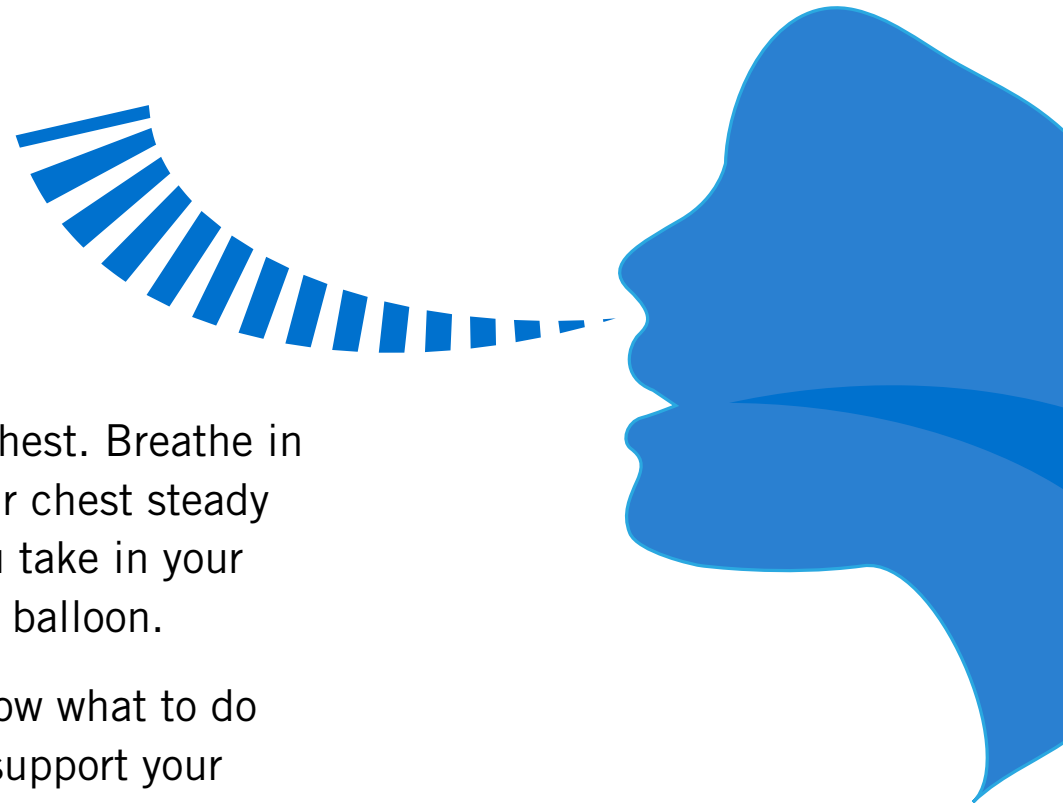 hest. Breathe in
r chest steady
take in your
balloon.
ow what to do
support your